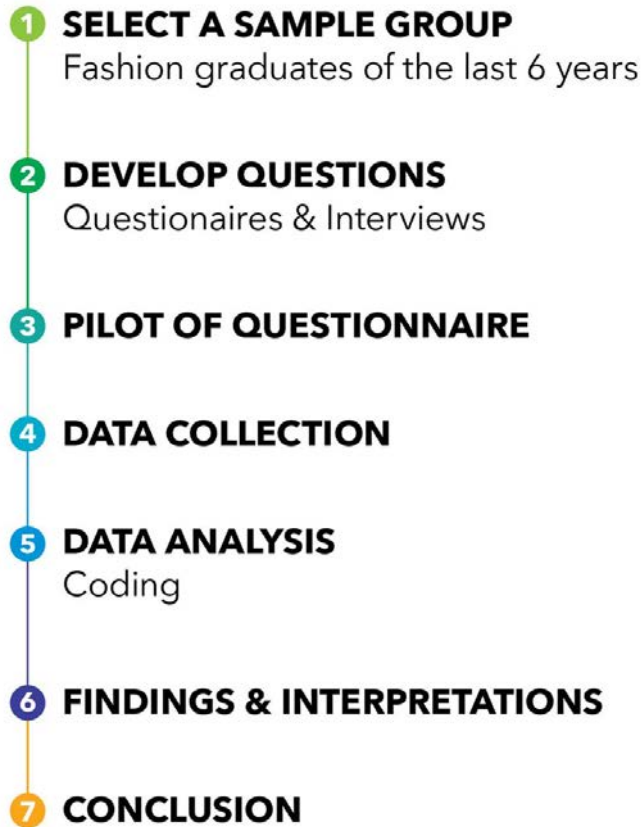 1 SELECT A SAMPLE GROUP
Fashion graduates of the last 6 years
2 DEVELOP QUESTIONS
Questionaires & Interviews
3 PILOT OF QUESTIONNAIRE
4 DATA COLLECTION
5 DATA ANALYSIS
Coding
6 FINDINGS & INTERPRETATIONS
7 CONCLUSION